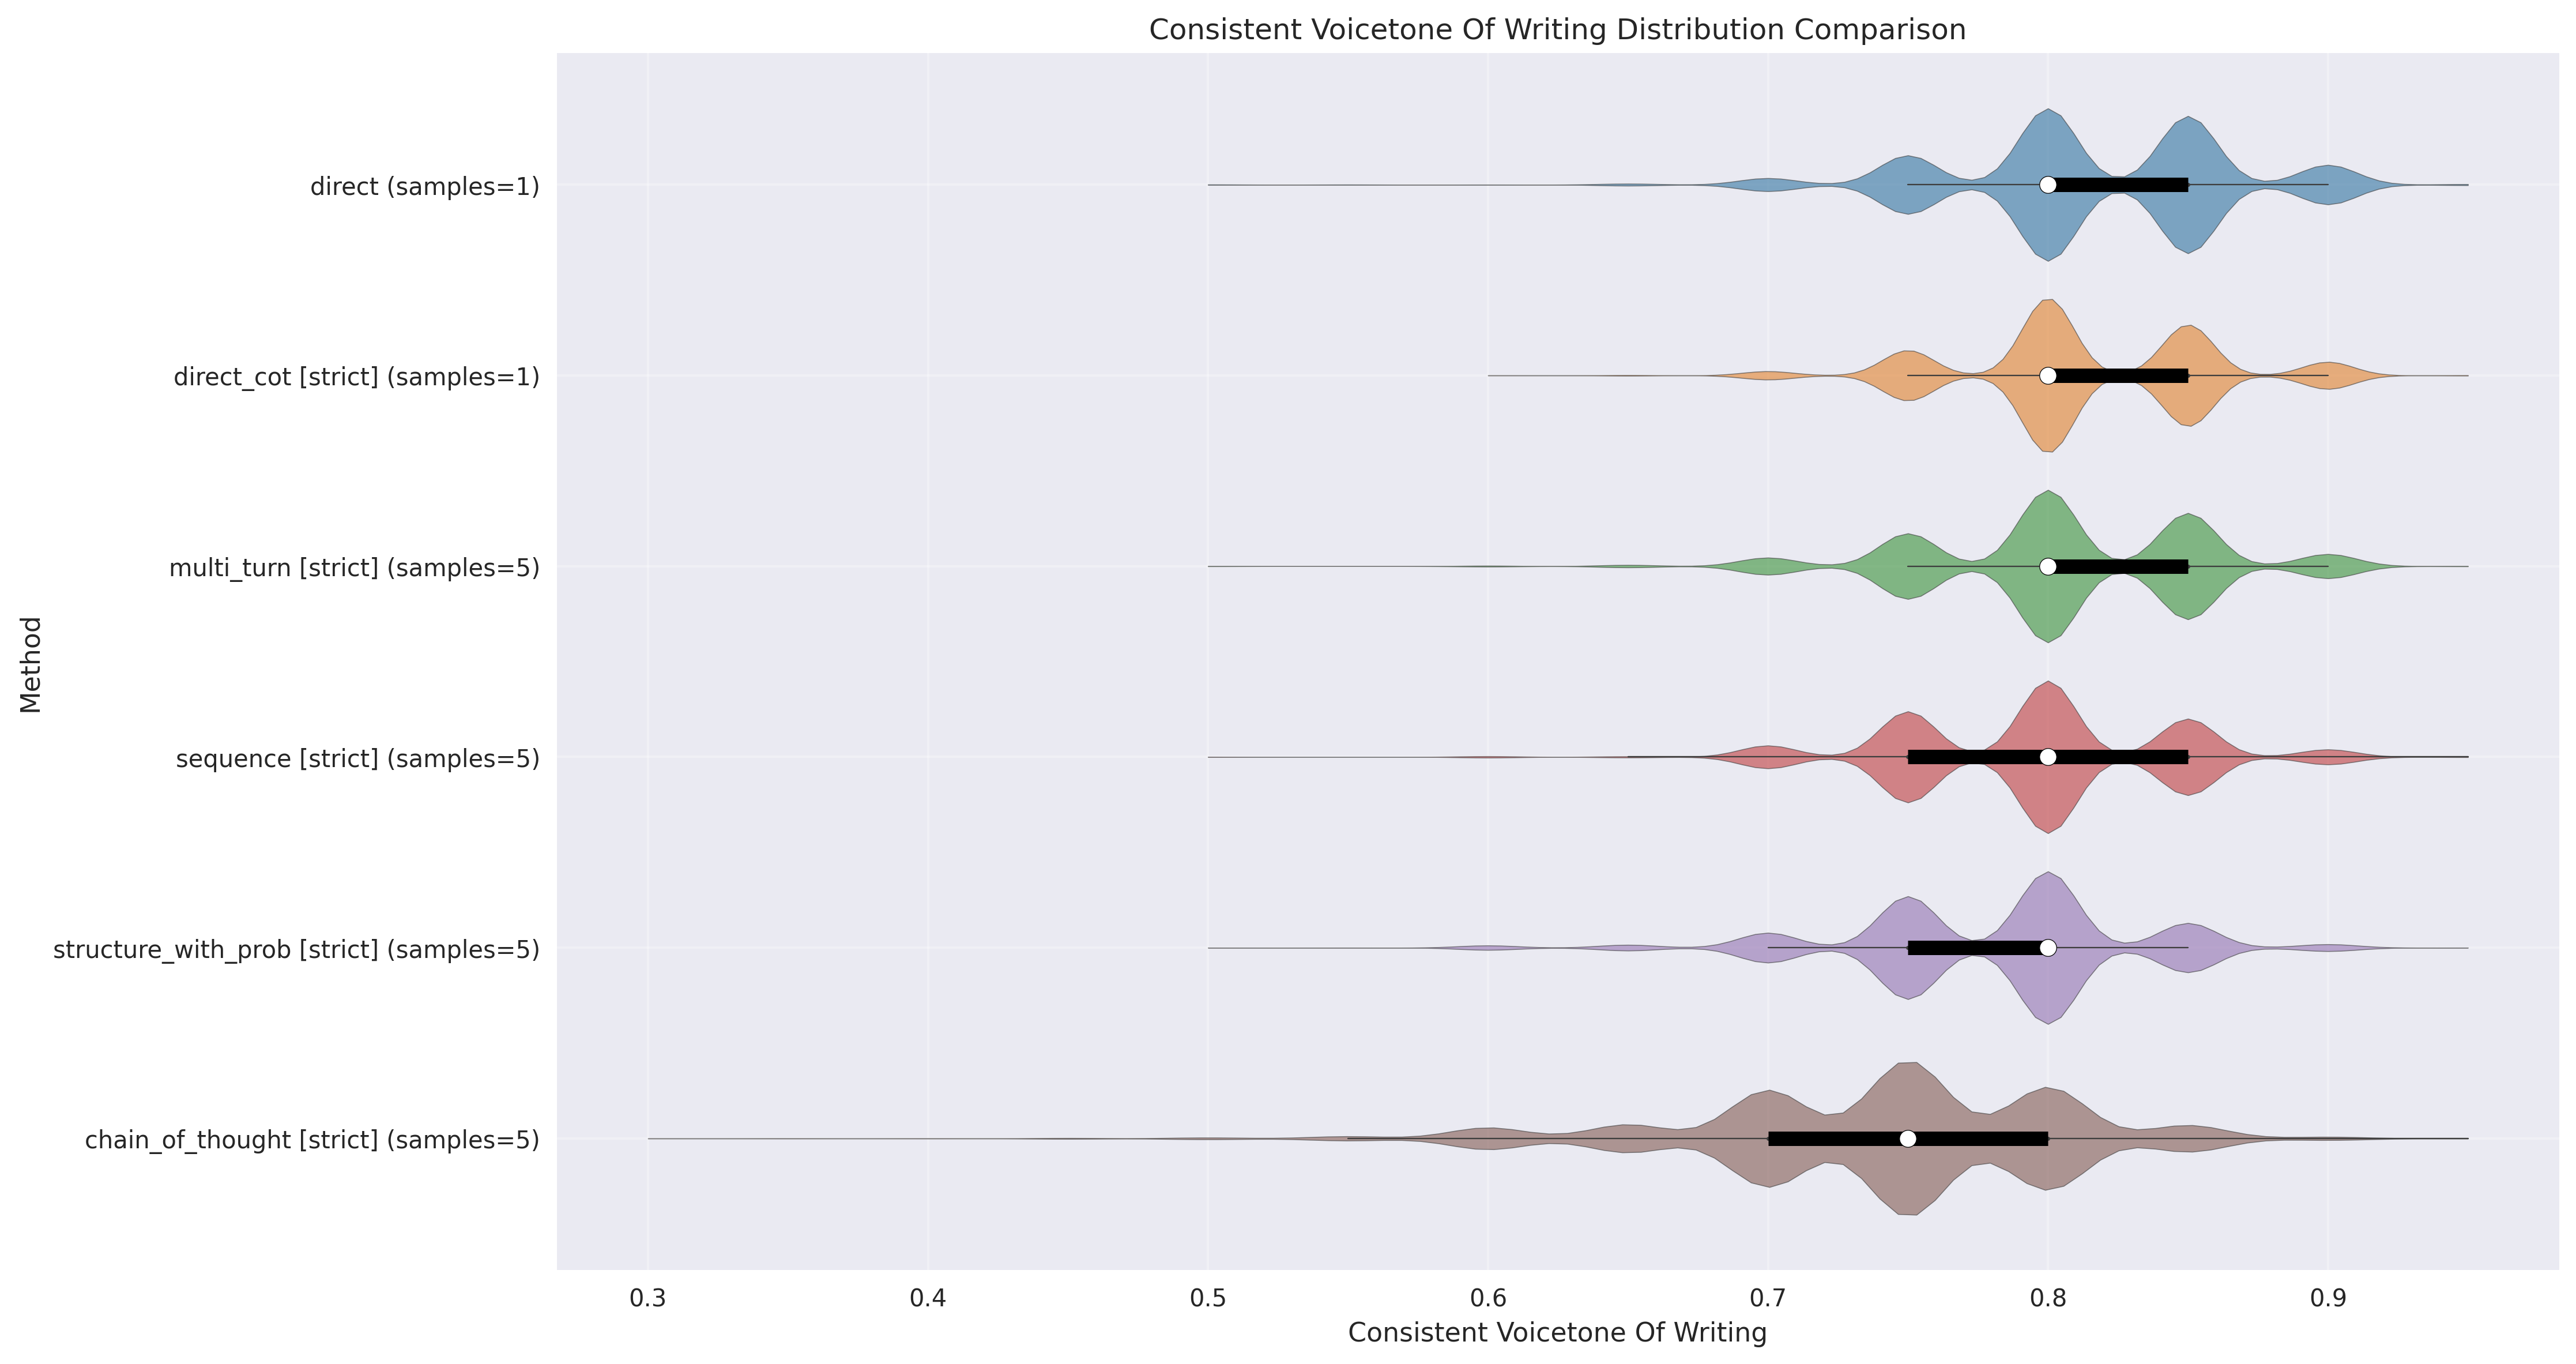 Consistent Voicetone Of Writing Distribution Comparison
Method
direct (samples=1)
direct_cot [strict] (samples=1)
multi_turn [strict] (samples=5)
sequence [strict] (samples=5)
structure_with_prob [strict] (samples=5)
chain_of_thought [strict] (samples=5)
0.3 0.4 0.5 0.6 0.7 0.8 0.9
Consistent Voicetone Of Writing